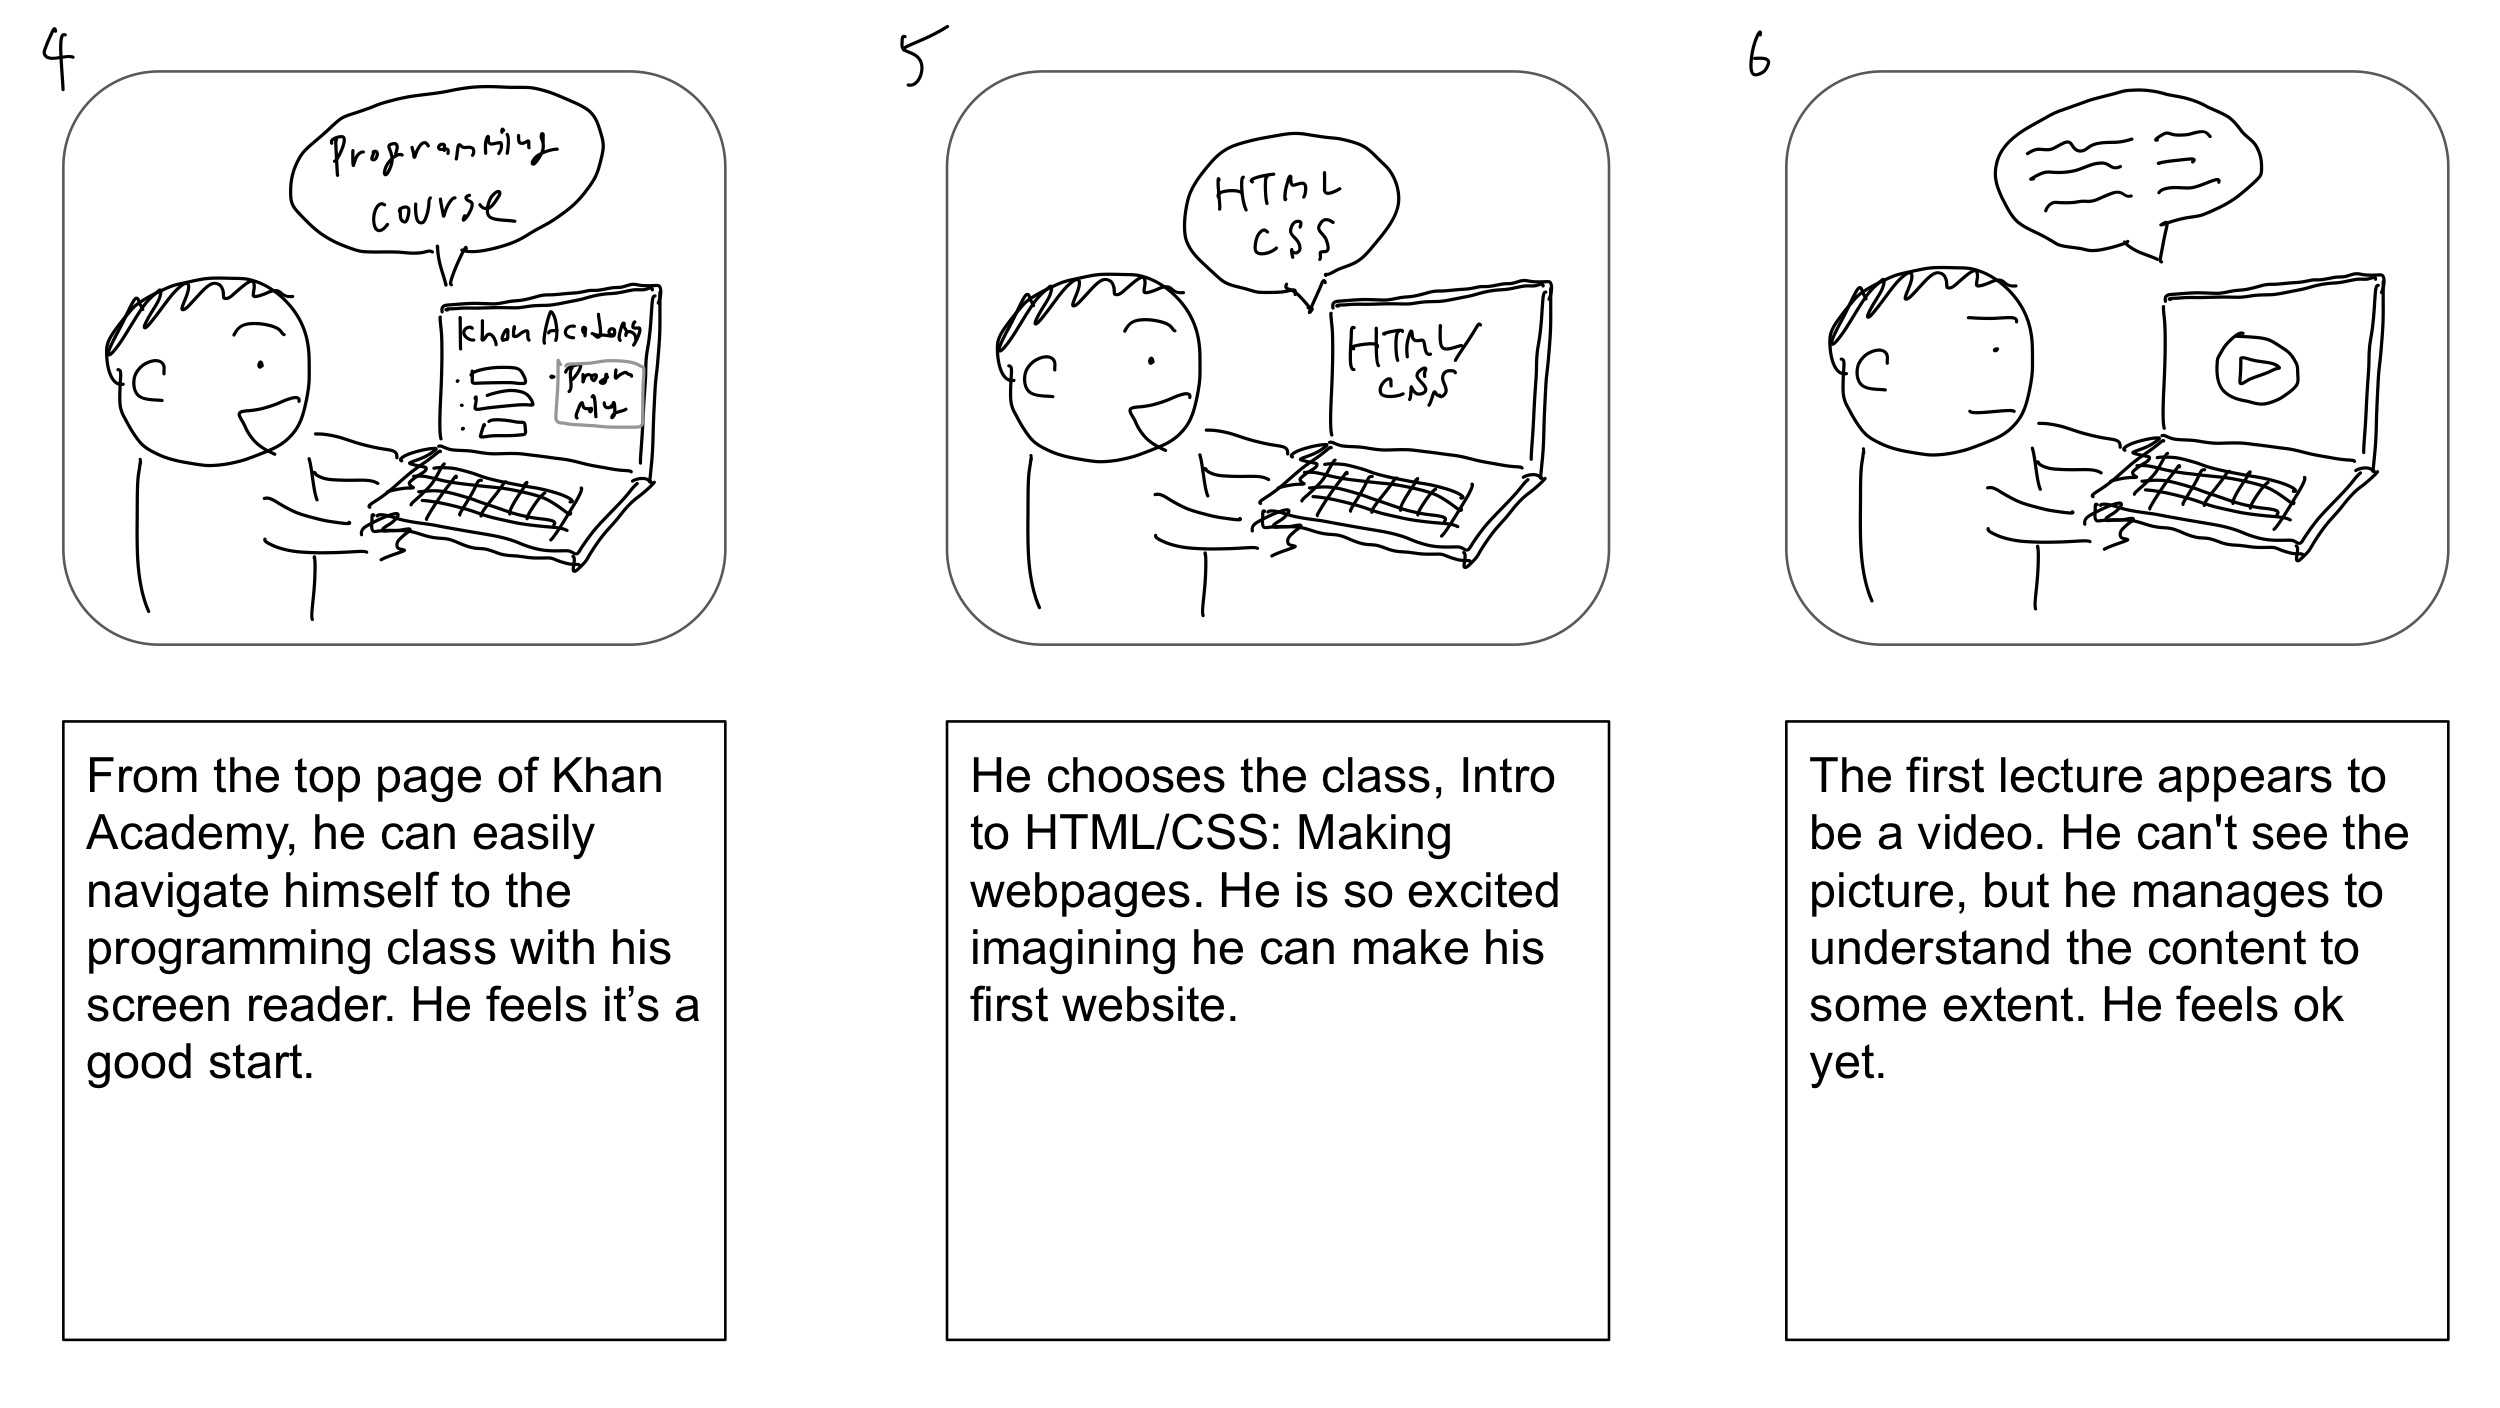 4
Programming
course
Khan Academy
5
HTML
CSS
HTML/
CSS
6
From the top page of Khan
Academy, he can easily
navigate himself to the
programming class with his
screen reader. He feels it's a
good start.
He chooses the class, Intro
to HTML/CSS: Making
webpages. He is so excited
imagining he can make his
first website.
The first lecture appears to
be a video. He can't see the
picture, but he manages to
understand the content to
some extent. He feels ok
yet.